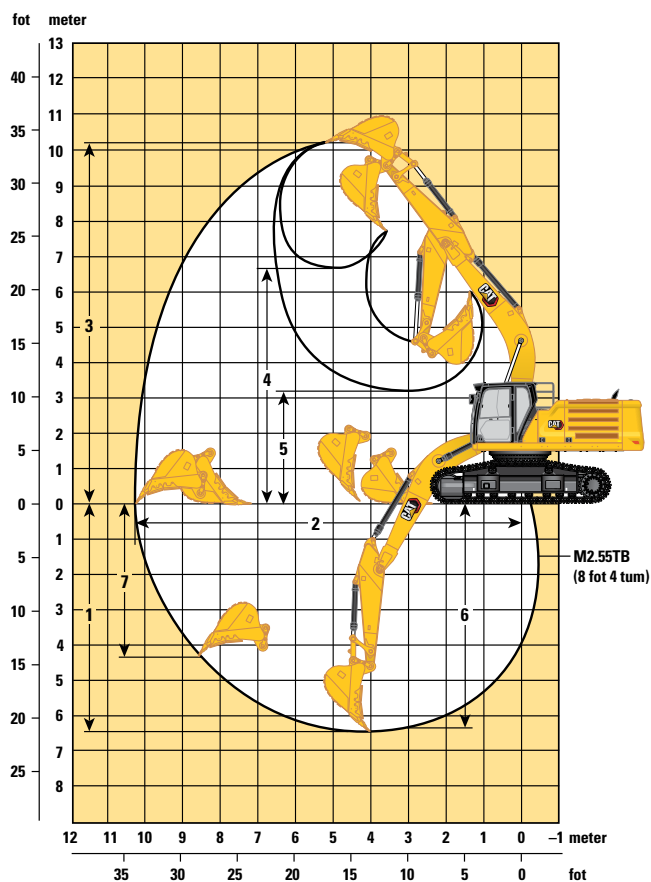 fot meter
13
40 12
11
35 10
30 9
8
25 7
20 6
3 5
15 4 4
10 3 5
2
5 1
0 0 2
1 7
5 2 M2.55TB
1 3 6 (8 fot 4 tum)
10 4
15 5
20 6
7
25 8
12 11 10 9 8 7 6 5 4 3 2 1 0 –1 meter
35 30 25 20 15 10 5 0 fot
CAT
CAT
CAT